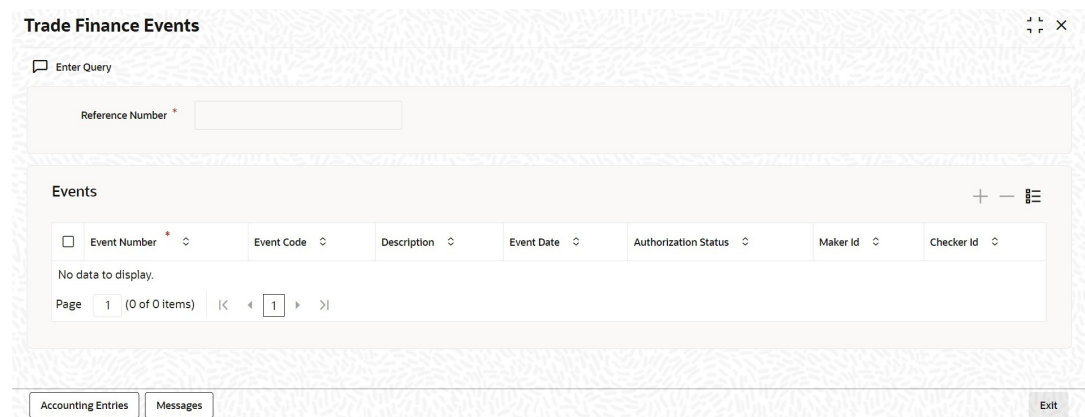 Trade Finance Events
Enter Query
Reference Number *
Events
Event Number * Event Code Description Event Date Authorization Status Maker Id Checker Id
No data to display.
Page 1 (0 of 0 items) 1
Accounting Entries Messages Exit